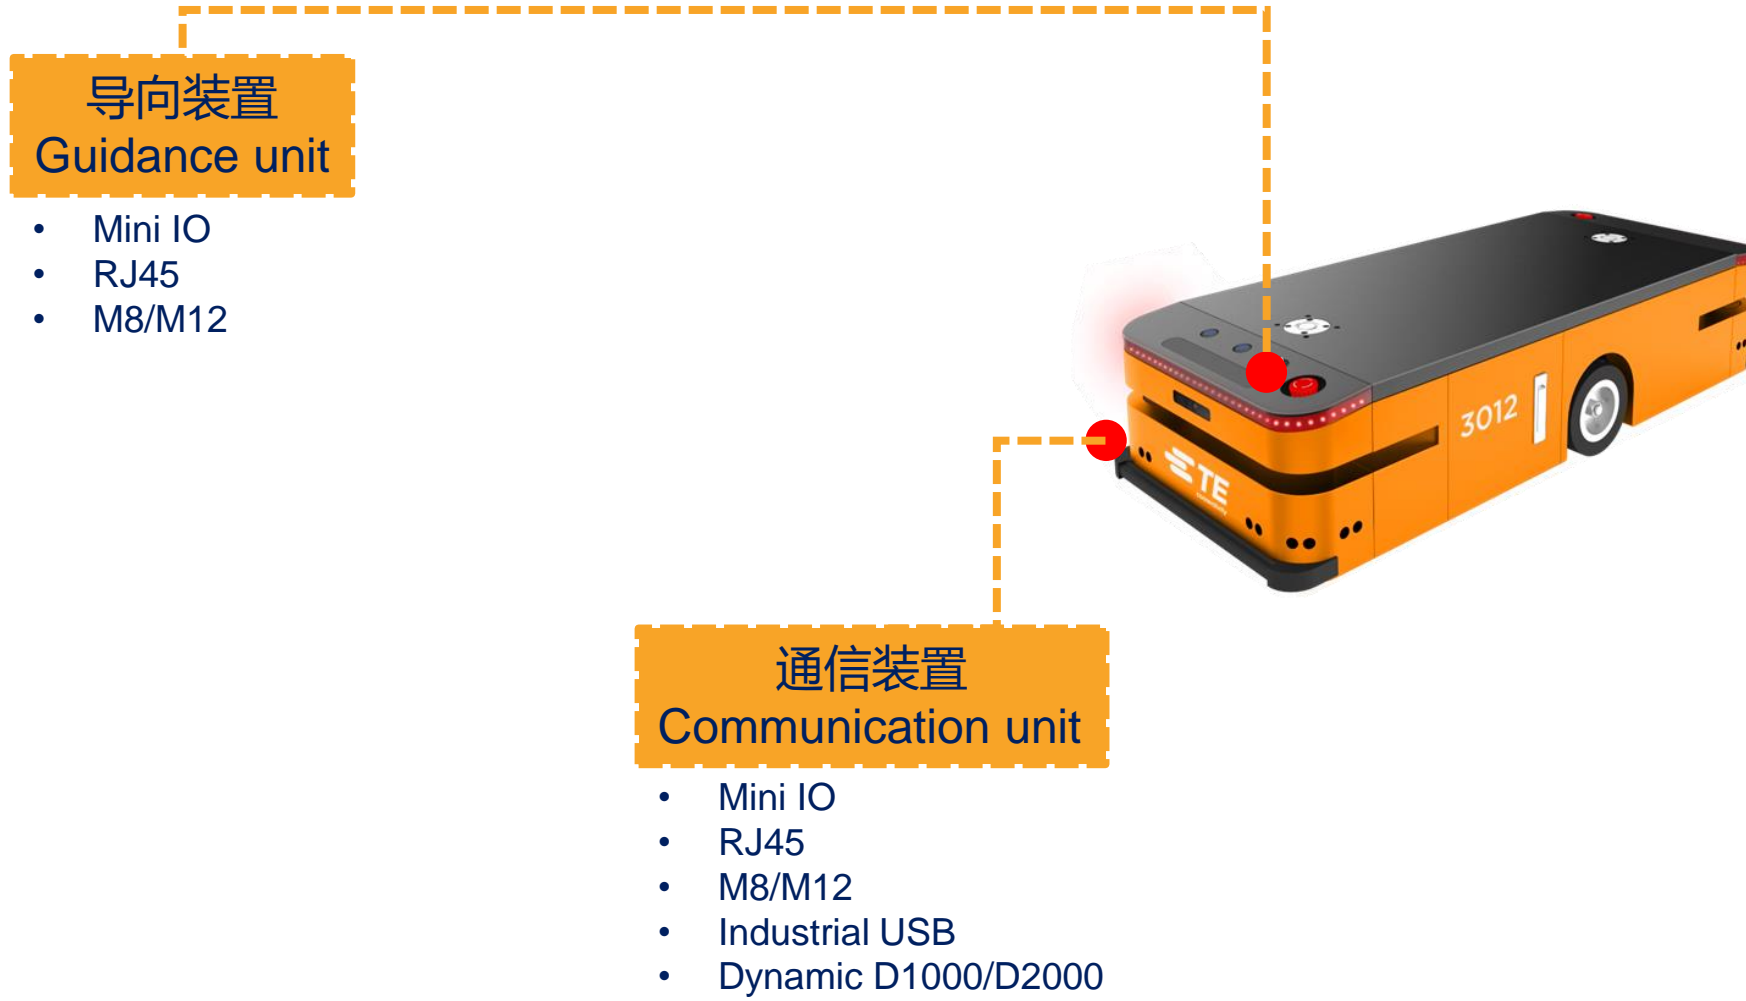 导向装置
Guidance unit
• Mini IO
• RJ45
• M8/M12
3012
TE
通信装置
Communication unit
• Mini IO
• RJ45
• M8/M12
• Industrial USB
• Dynamic D1000/D2000